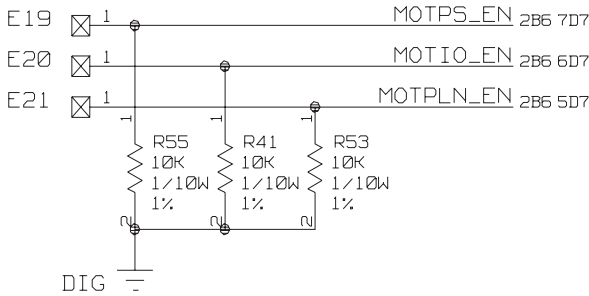 E19 1 MOTPS_EN 2B6 7D7
E20 1 MOTIO_EN 2B6 6D7
E21 1 MOTPLN_EN 2B6 5D7
1 1 1
R55 R41 R53
10K 10K 10K
1/10W 1/10W 1/10W
1% 1% 1%
2 2 2
DIG